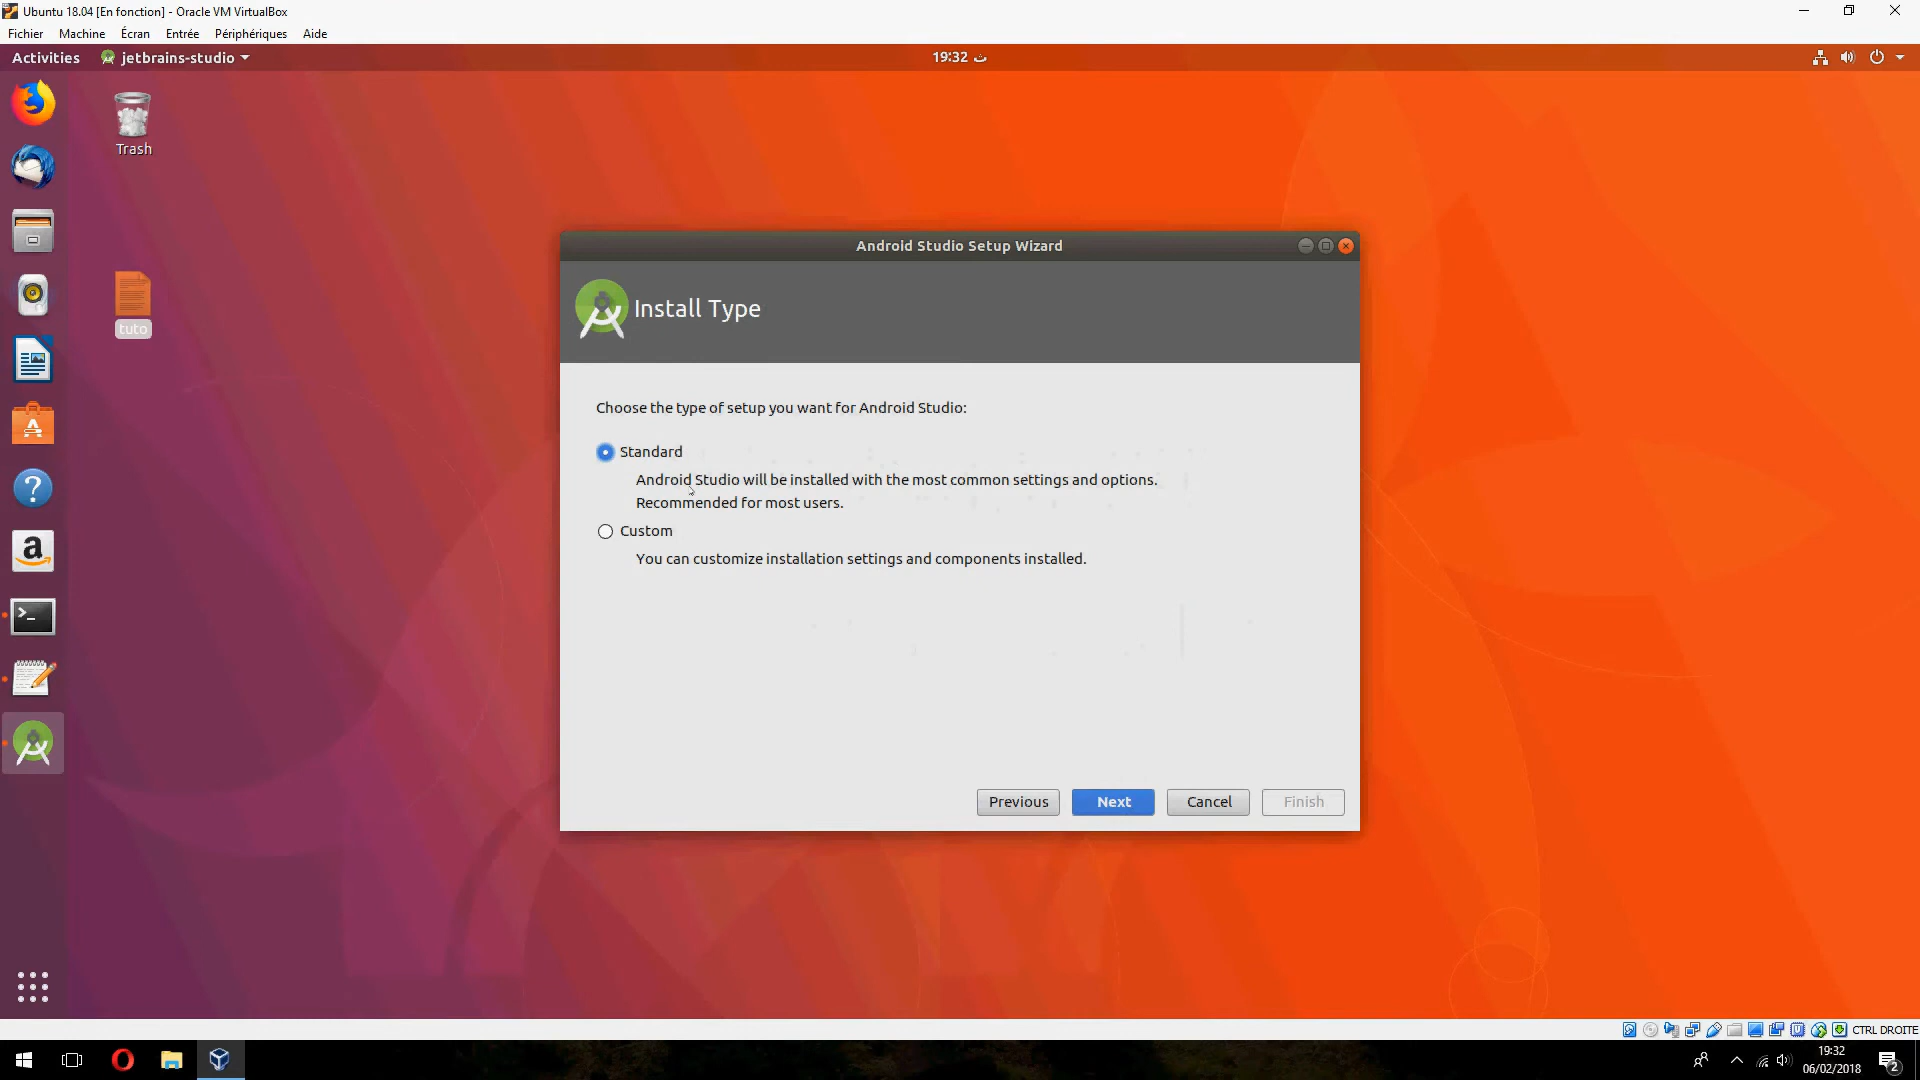 Ubuntu 18.04 [En fonction] - Oracle VM VirtualBox
Fichier Machine Écran Entrée Périphériques Aide
Activities jetbrains-studio 19:32 ث
Trash
tuto
Android Studio Setup Wizard
Install Type
Choose the type of setup you want for Android Studio:
Standard
Android Studio will be installed with the most common settings and options.
Recommended for most users.
Custom
You can customize installation settings and components installed.
Previous Next Cancel Finish
CTRL DROITE
19:32
06/02/2018
2